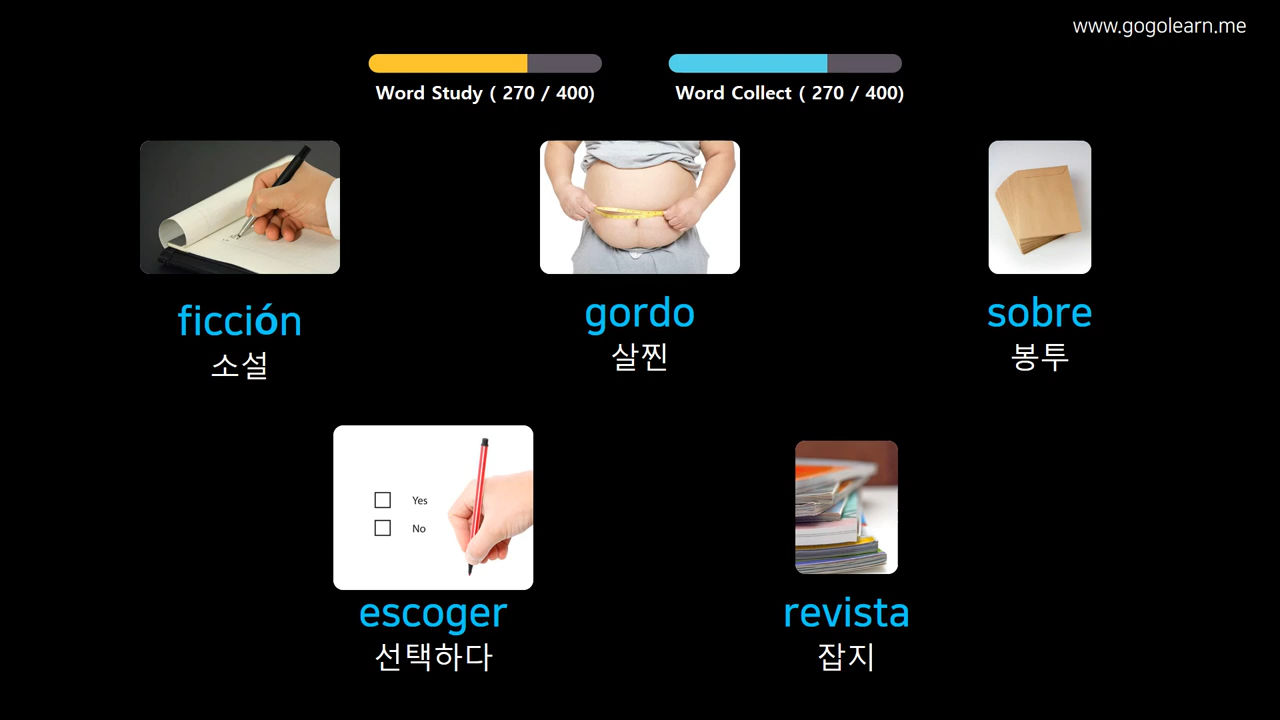 www.gogolearn.me
Word Study ( 270 / 400)
Word Collect ( 270 / 400)
ficción
소설
gordo
살찐
sobre
봉투
Yes
No
escoger
선택하다
revista
잡지